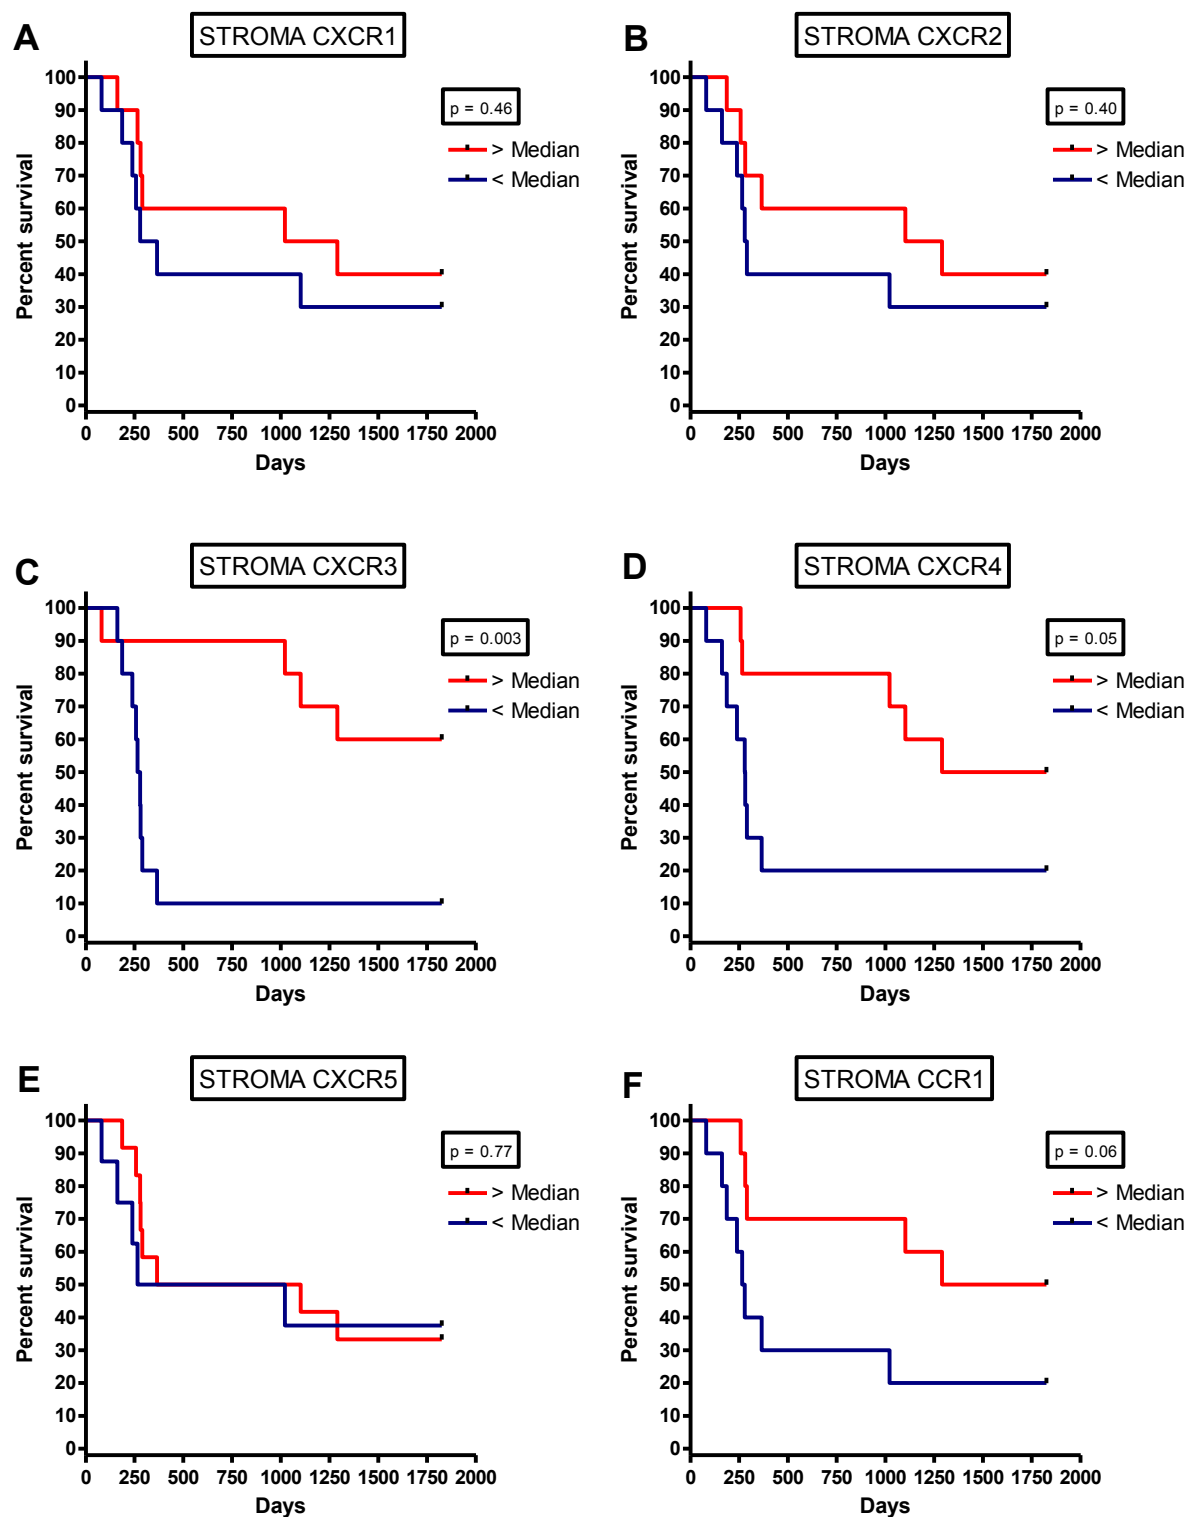 A
STROMA CXCR1
p = 0.46
> Median
< Median
Percent survival
100
90
80
70
60
50
40
30
20
10
0
0 250 500 750 1000 1250 1500 1750 2000
Days
B
STROMA CXCR2
p = 0.40
> Median
< Median
Percent survival
100
90
80
70
60
50
40
30
20
10
0
0 250 500 750 1000 1250 1500 1750 2000
Days
C
STROMA CXCR3
p = 0.003
> Median
< Median
Percent survival
100
90
80
70
60
50
40
30
20
10
0
0 250 500 750 1000 1250 1500 1750 2000
Days
D
STROMA CXCR4
p = 0.05
> Median
< Median
Percent survival
100
90
80
70
60
50
40
30
20
10
0
0 250 500 750 1000 1250 1500 1750 2000
Days
E
STROMA CXCR5
p = 0.77
> Median
< Median
Percent survival
100
90
80
70
60
50
40
30
20
10
0
0 250 500 750 1000 1250 1500 1750 2000
Days
F
STROMA CCR1
p = 0.06
> Median
< Median
Percent survival
100
90
80
70
60
50
40
30
20
10
0
0 250 500 750 1000 1250 1500 1750 2000
Days